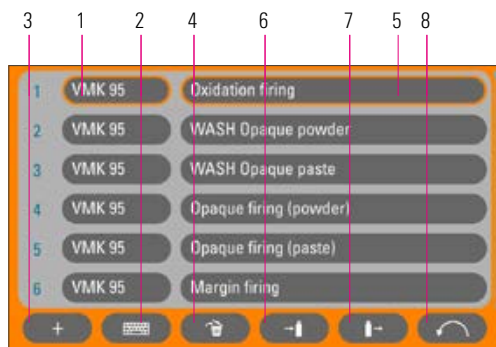 3 1 2 4 6 7 5 8
1 VMK 95 Oxidation firing
2 VMK 95 WASH Opaque powder
3 VMK 95 WASH Opaque paste
4 VMK 95 Opaque firing (powder)
5 VMK 95 Opaque firing (paste)
6 VMK 95 Margin firing
+